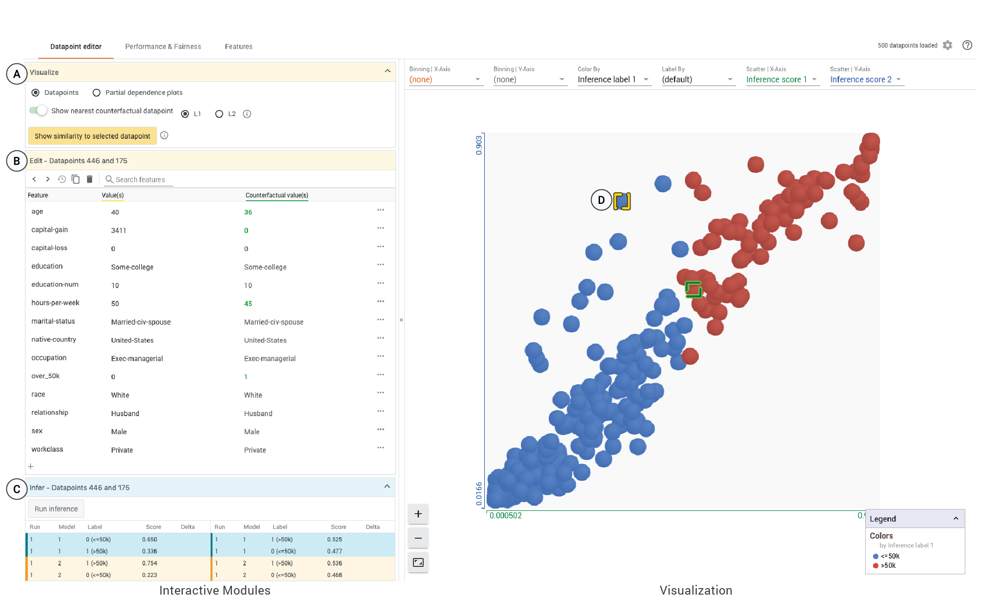 Datapoint editor Performance & Fairness Features 500 datapoints loaded
A Visualize
Datapoints Partial dependence plots
Show nearest counterfactual datapoint L1 L2
Show similarity to selected datapoint
B Edit - Datapoints 446 and 175
Search features
Feature Value(s) Counterfactual value(s)
age 40 36
capital-gain 3411 0
capital-loss 0 0
education Some-college Some-college
education-num 10 10
hours-per-week 50 45
marital-status Married-civ-spouse Married-civ-spouse
native-country United-States United-States
occupation Exec-managerial Exec-managerial
over_50k 0 1
race White White
relationship Husband Husband
sex Male Male
workclass Private Private
C Infer - Datapoints 446 and 175
Run inference
Run Model Label Score Delta Run Model Label Score Delta
1 1 0 (<=50k) 0.650 1 1 1 (>50k) 0.525
1 1 1 (>50k) 0.336 1 1 0 (<=50k) 0.477
1 2 1 (>50k) 0.754 1 2 1 (>50k) 0.536
1 2 0 (<=50k) 0.223 1 2 0 (<=50k) 0.468
Interactive Modules
Binning | X-Axis Binning | Y-Axis Color By Label By Scatter | X-Axis Scatter | Y-Axis
(none) (none) Inference label 1 (default) Inference score 1 Inference score 2
0.903
D
0.0166
0.000502
Legend
Colors
by Inference label 1
<=50k
>50k
Visualization